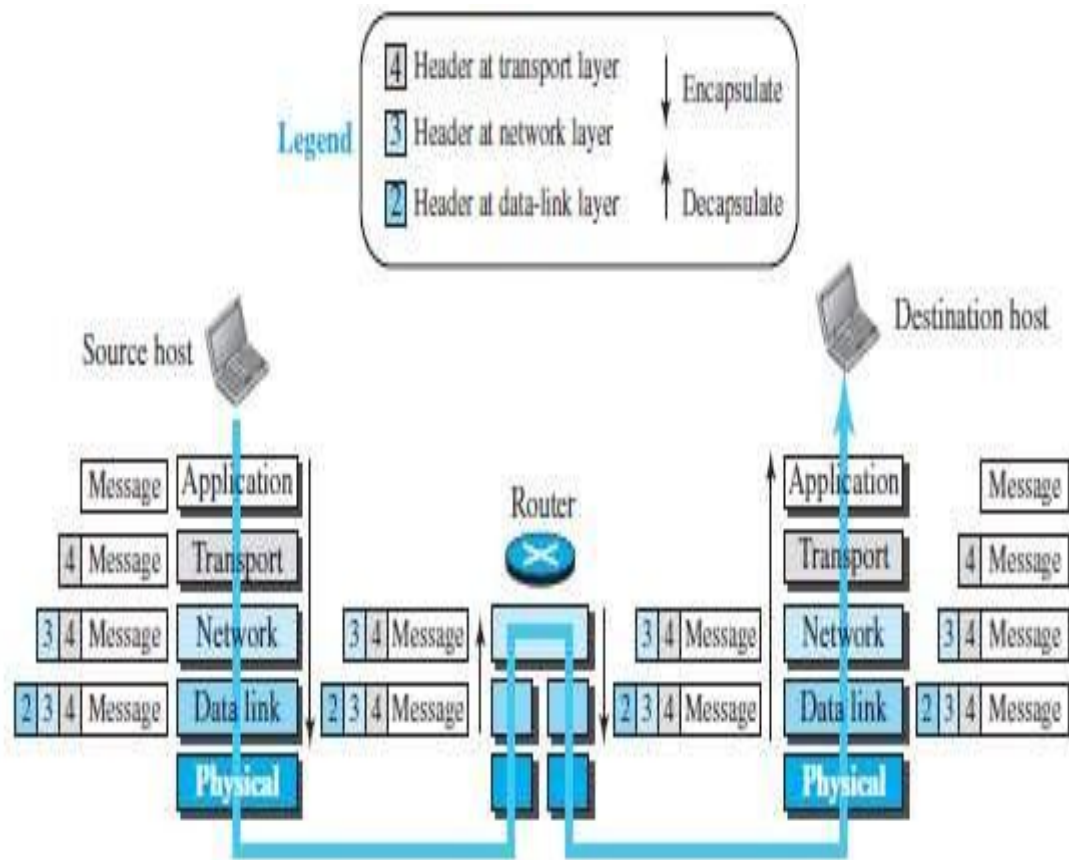 4 Header at transport layer
Encapsulate
Legend
3 Header at network layer
2 Header at data-link layer
Decapsulate
Source host
Destination host
Message Application
Router
Application Message
4 Message Transport
Transport 4 Message
3 4 Message Network 3 4 Message
3 4 Message Network 3 4 Message
2 3 4 Message Data link 2 3 4 Message
2 3 4 Message Data link 2 3 4 Message
Physical
Physical